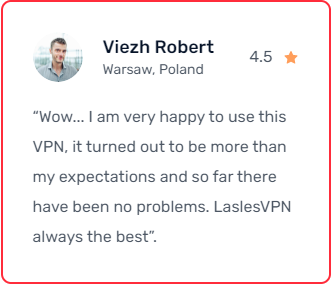 Viezh Robert
Warsaw, Poland
4.5
“Wow... I am very happy to use this
VPN, it turned out to be more than
my expectations and so far there
have been no problems. LaslesVPN
always the best”.